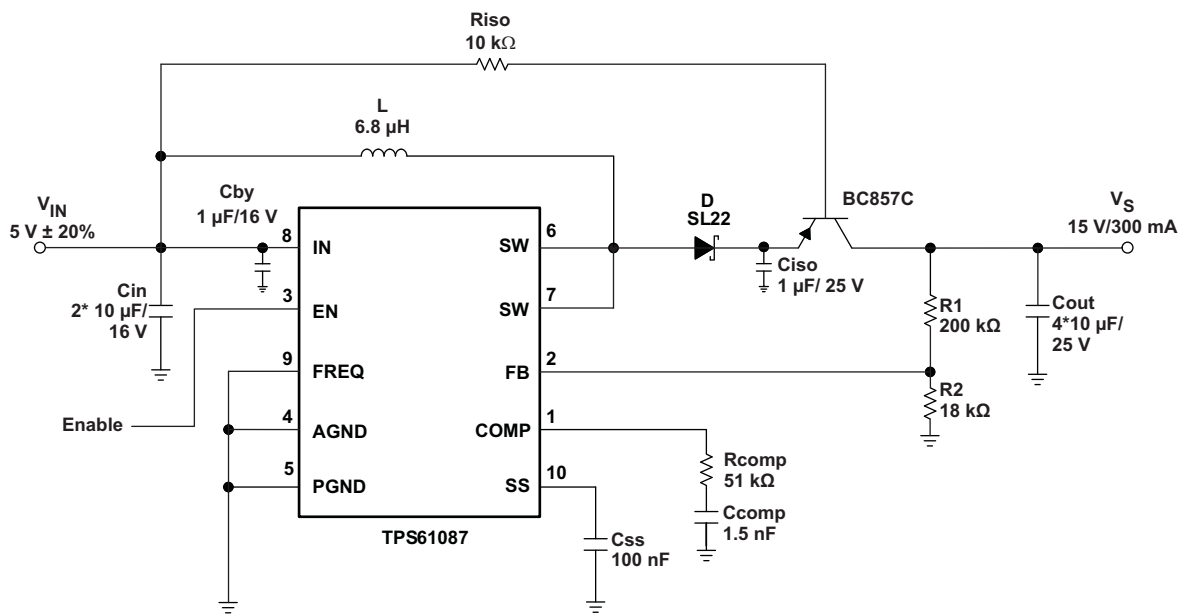 Riso
10 kΩ
L
6.8 µH
Cby
1 µF/16 V
VIN
5 V ± 20%
D
SL22
BC857C
VS
15 V/300 mA
8
IN
SW
6
Cin
2* 10 µF/
16 V
3
EN
SW
7
Ciso
1 µF/ 25 V
R1
200 kΩ
Cout
4*10 µF/
25 V
9
FREQ
FB
2
R2
18 kΩ
Enable
4
AGND
COMP
1
Rcomp
51 kΩ
5
PGND
SS
10
Ccomp
1.5 nF
TPS61087
Css
100 nF